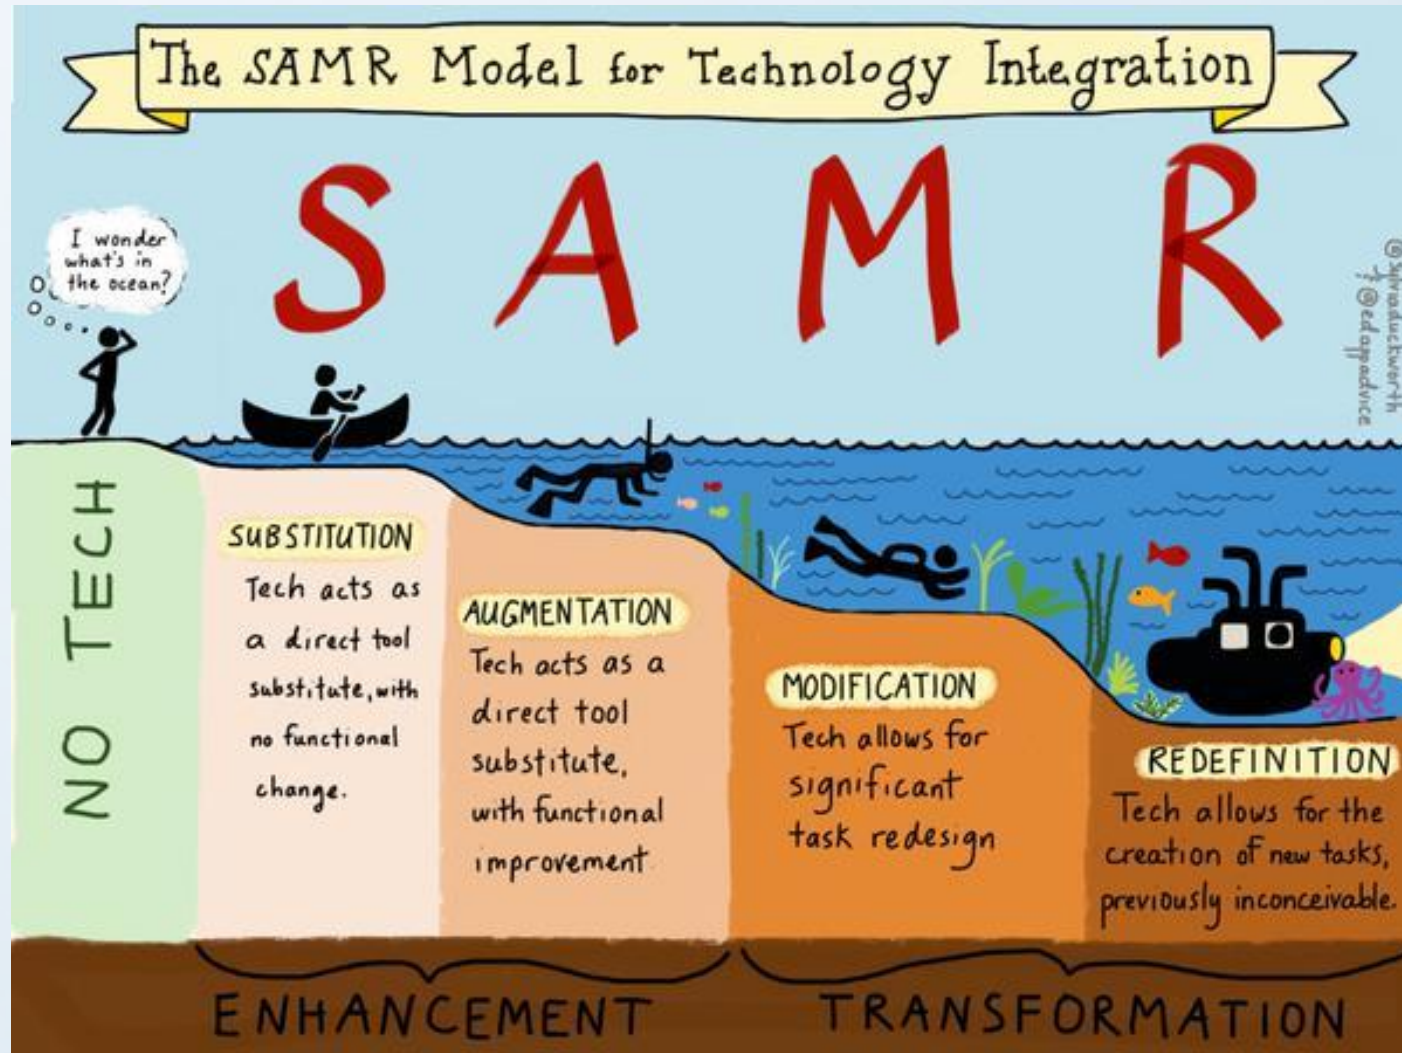 The SAMR Model for Technology Integration
S A M R
I wonder
what's in
the ocean?
@sylviaduckworth
& @edappadvice
NO TECH
SUBSTITUTION
Tech acts as
a direct tool
substitute, with
no functional
change.
AUGMENTATION
Tech acts as a
direct tool
substitute,
with functional
improvement
MODIFICATION
Tech allows for
significant
task redesign
REDEFINITION
Tech allows for the
creation of new tasks,
previously inconceivable.
ENHANCEMENT
TRANSFORMATION